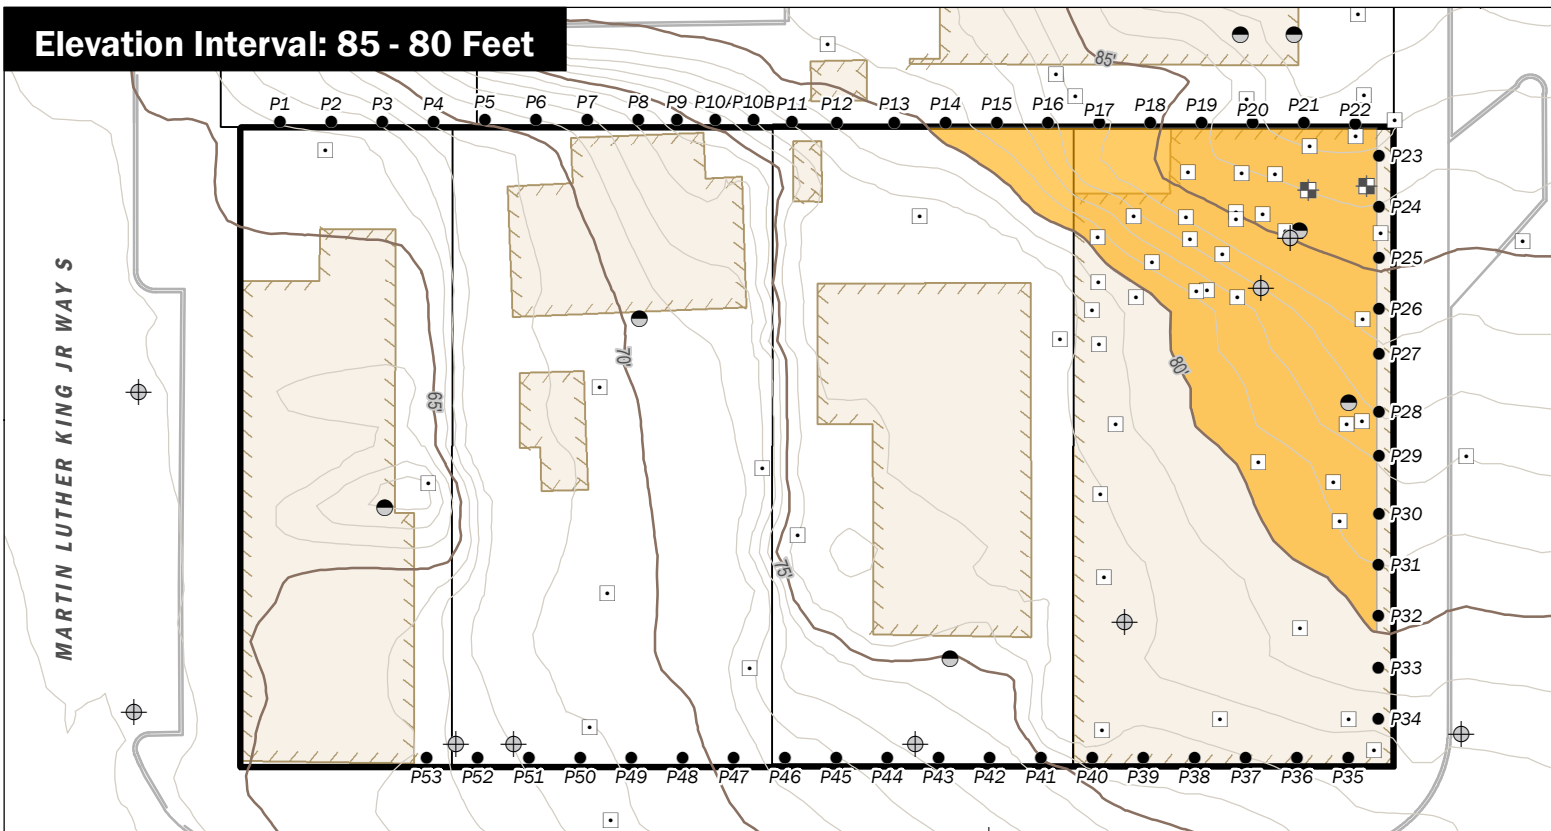 Elevation Interval: 85 - 80 Feet
85'
P1 P2 P3 P4 P5 P6 P7 P8 P9 P10A P10B P11 P12 P13 P14 P15 P16 P17 P18 P19 P20 P21 P22
P23
P24
P25
P26
MARTIN LUTHER KING JR WAY S
70'
P27
80'
65'
P28
P29
P30
75'
P31
P32
P33
P34
P53 P52 P51 P50 P49 P48 P47 P46 P45 P44 P43 P42 P41 P40 P39 P38 P37 P36 P35